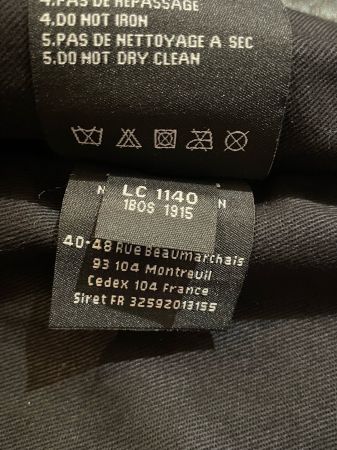 4.PAS DE REPASSAGE
4.DO NOT IRON
5.PAS DE NETTOYAGE A SEC
5.DO NOT DRY CLEAN
LC 1140
1BOS 1915
40-48 Rue Beaumarchais
93 104 Montreuil
Cedex 104 France
Siret FR 32592013155